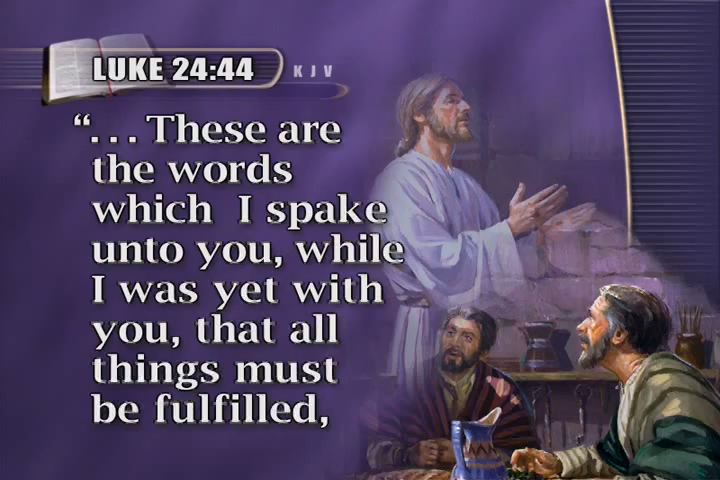 LUKE 24:44 KJV
“. . . These are
the words
which I spake
unto you, while
I was yet with
you, that all
things must
be fulfilled,